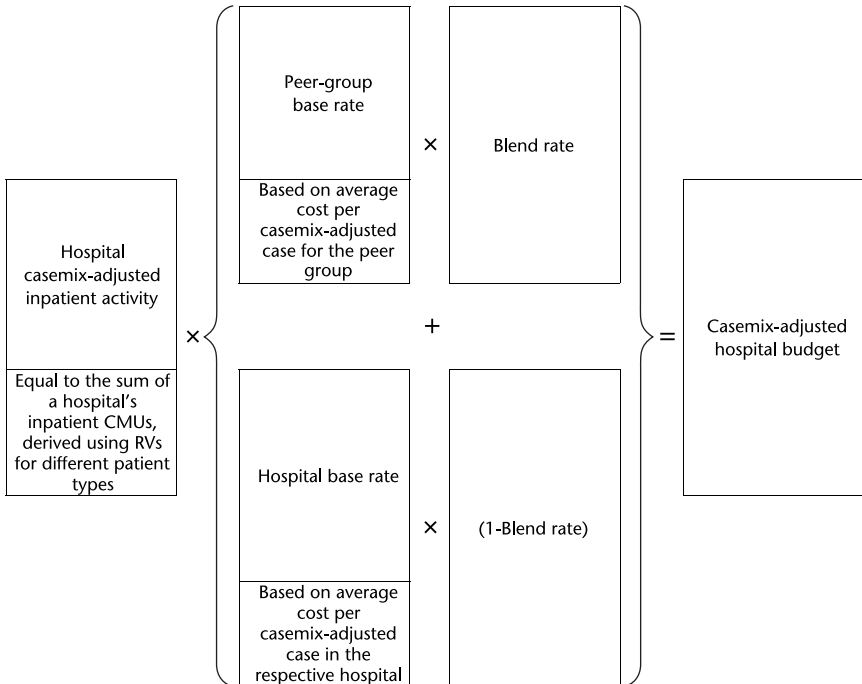 Hospital
casemix-adjusted
inpatient activity
Equal to the sum of
a hospital's
inpatient CMUs,
derived using RVs
for different patient
types
×
Peer-group
base rate
Based on average
cost per
casemix-adjusted
case for the peer
group
×
Blend rate
+
Hospital base rate
Based on average
cost per
casemix-adjusted
case in the
respective hospital
×
(1-Blend rate)
=
Casemix-adjusted
hospital budget